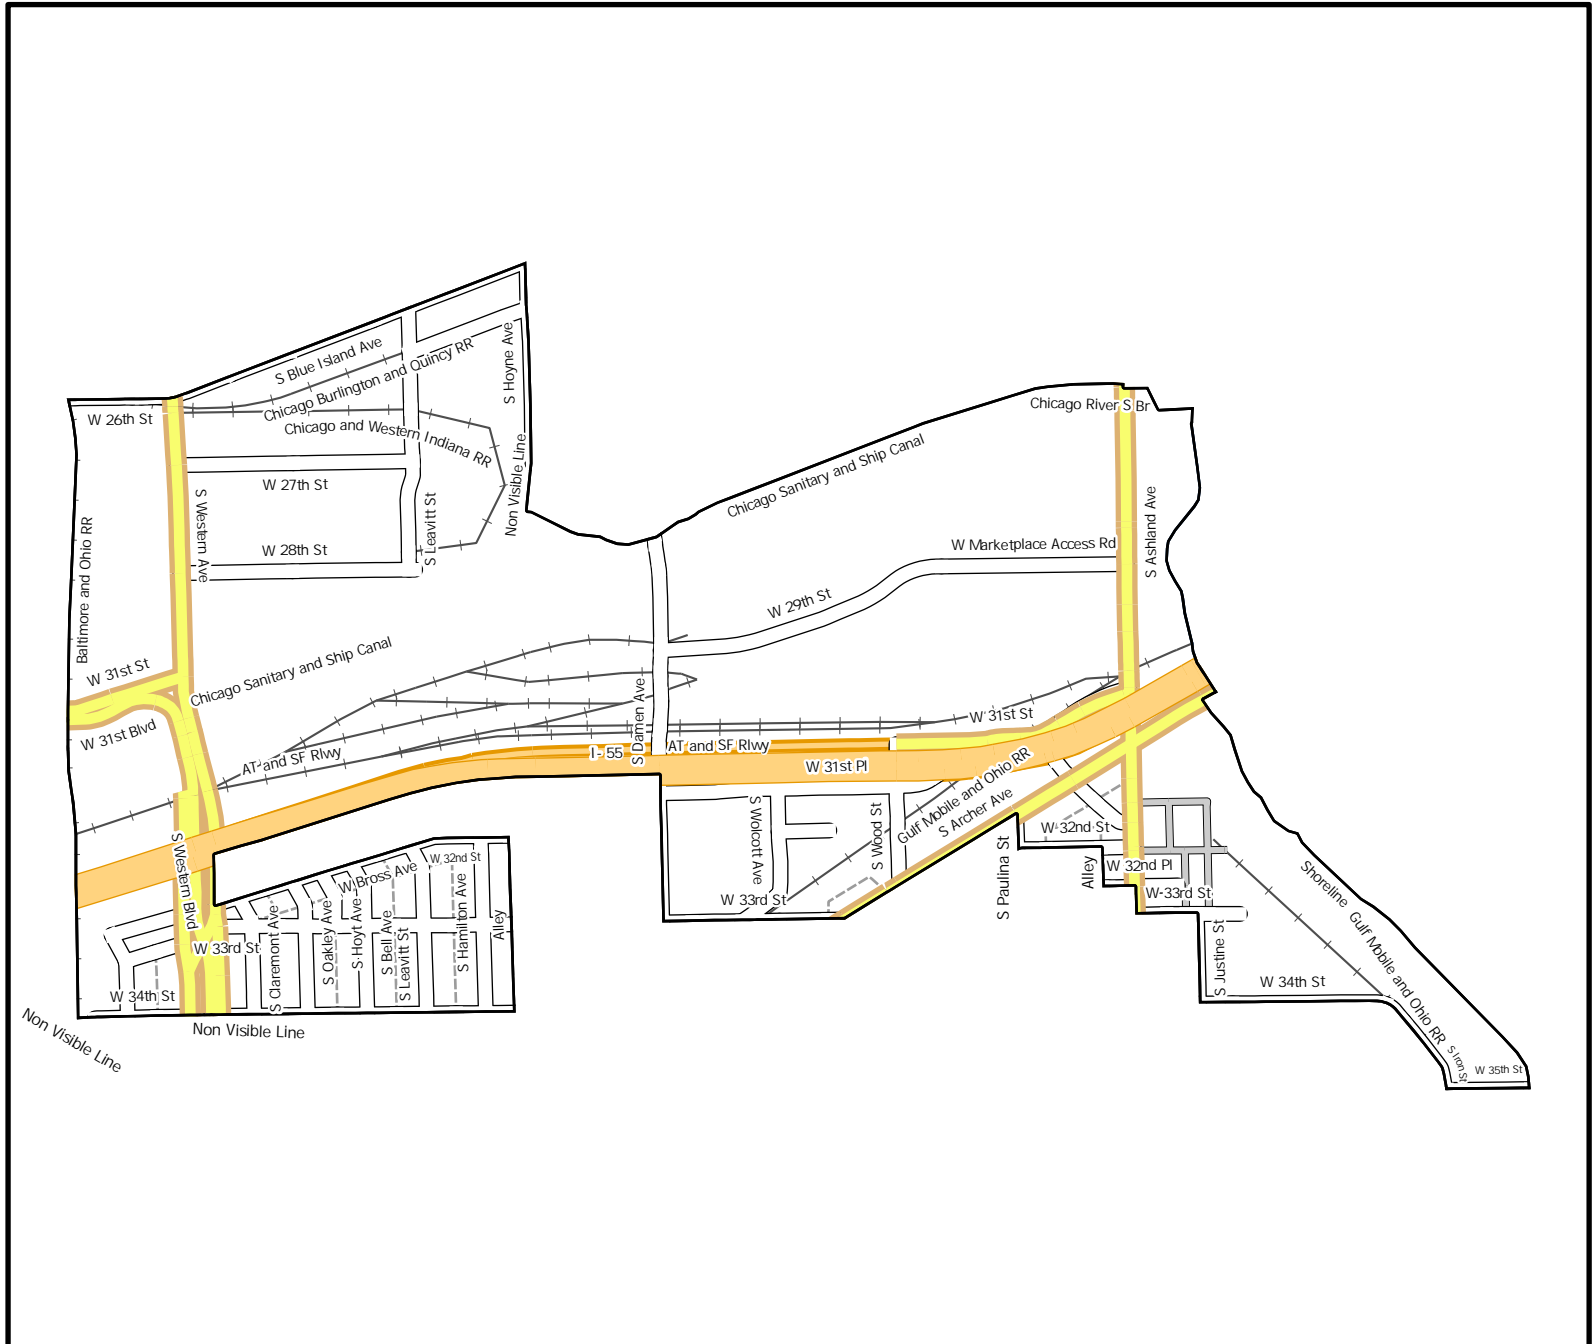 S Blue Island Ave
Chicago Burlington and Quincy RR
S Hoyne Ave
W 26th St
Chicago and Western Indiana RR
Chicago River S Br
Chicago Sanitary and Ship Canal
W 27th St
Non Visible Line
S Western Ave
S Leavitt St
W 28th St
S Ashland Ave
W Marketplace Access Rd
Baltimore and Ohio RR
W 29th St
W 31st St
Chicago Sanitary and Ship Canal
W 31st Blvd
S Damen Ave
W 31st St
AT and SF Rlwy
I- 55
AT and SF Rlwy
W 31st Pl
Gulf Mobile and Ohio RR
S Archer Ave
S Wolcott Ave
S Wood St
W 32nd St
S Paulina St
Alley
W 32nd Pl
W 33rd St
S Western Blvd
W 32nd St
W Bross Ave
W 33rd St
Shoreline
Gulf Mobile and Ohio RR
W 33rd St
S Claremont Ave
S Oakley Ave
S Hoyt Ave
S Bell Ave
S Leavitt St
S Hamilton Ave
Alley
S Justine St
W 34th St
W 34th St
Non Visible Line
Non Visible Line
S Iron St
W 35th St